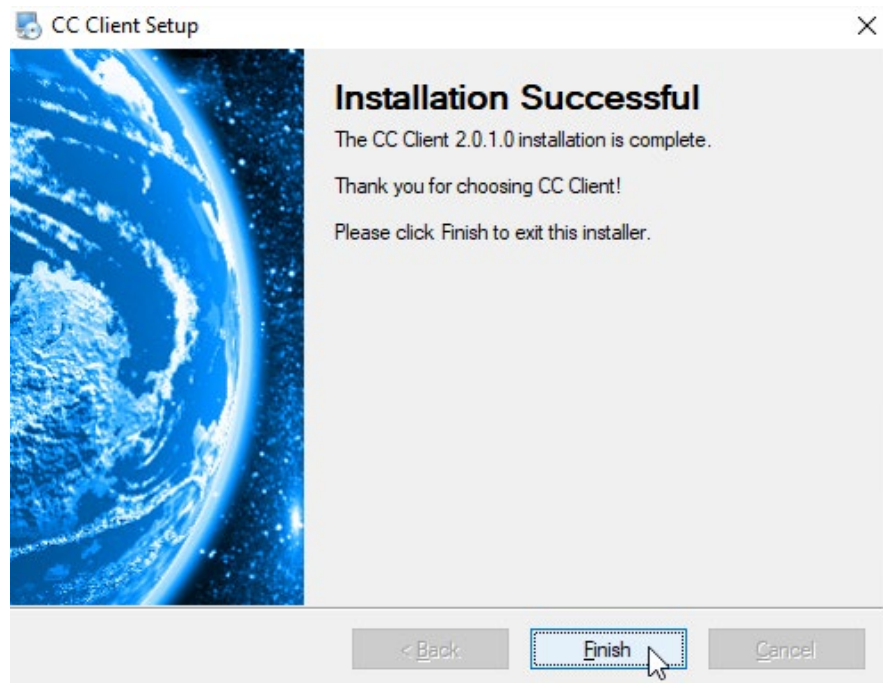 CC Client Setup
Installation Successful
The CC Client 2.0.1.0 installation is complete.
Thank you for choosing CC Client!
Please click Finish to exit this installer.
< Back
Finish
Cancel